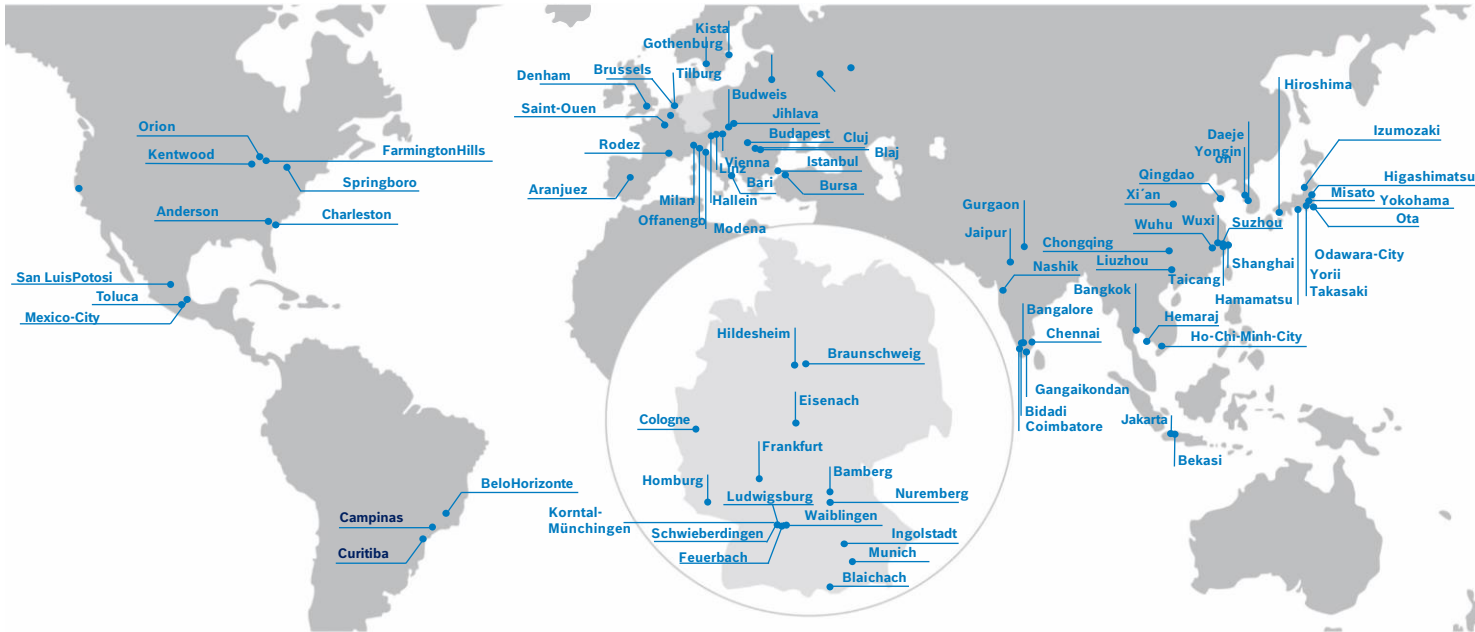 Kista
Gothenburg
Brussels
Tilburg
Denham
Saint-Ouen
Budweis
Jihlava
Budapest
Cluj
Blaj
Rodez
Vienna
Linz
Istanbul
Bari
Bursa
Aranjuez
Milan
Hallein
Offanengo
Modena
Orion
Kentwood
FarmingtonHills
Springboro
Anderson
Charleston
San LuisPotosi
Toluca
Mexico-City
BeloHorizonte
Campinas
Curitiba
Hildesheim
Braunschweig
Eisenach
Cologne
Frankfurt
Homburg
Bamberg
Ludwigsburg
Nuremberg
Korntal-
Münchingen
Waiblingen
Schwieberdingen
Ingolstadt
Feuerbach
Munich
Blaichach
Hiroshima
Izumozaki
Daeje
on
Yongin
Qingdao
Higashimatsu
Misato
Yokohama
Xi´an
Ota
Gurgaon
Wuxi
Suzhou
Wuhu
Jaipur
Chongqing
Odawara-City
Liuzhou
Shanghai
Nashik
Taicang
Yorii
Bangkok
Hamamatsu
Takasaki
Bangalore
Hemaraj
Chennai
Ho-Chi-Minh-City
Gangaikondan
Bidadi
Coimbatore
Jakarta
Bekasi